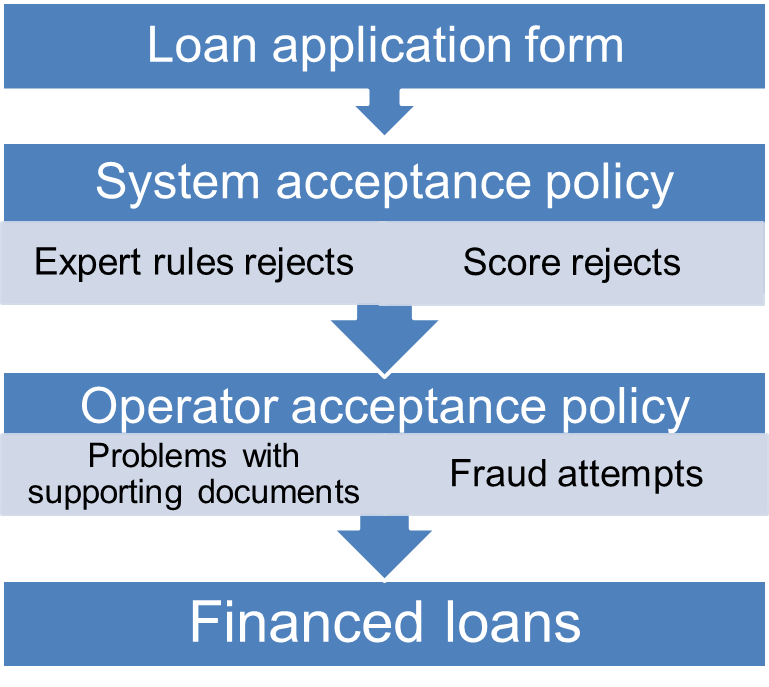 Loan application form
System acceptance policy
Expert rules rejects
Score rejects
Operator acceptance policy
Problems with
supporting documents
Fraud attempts
Financed loans